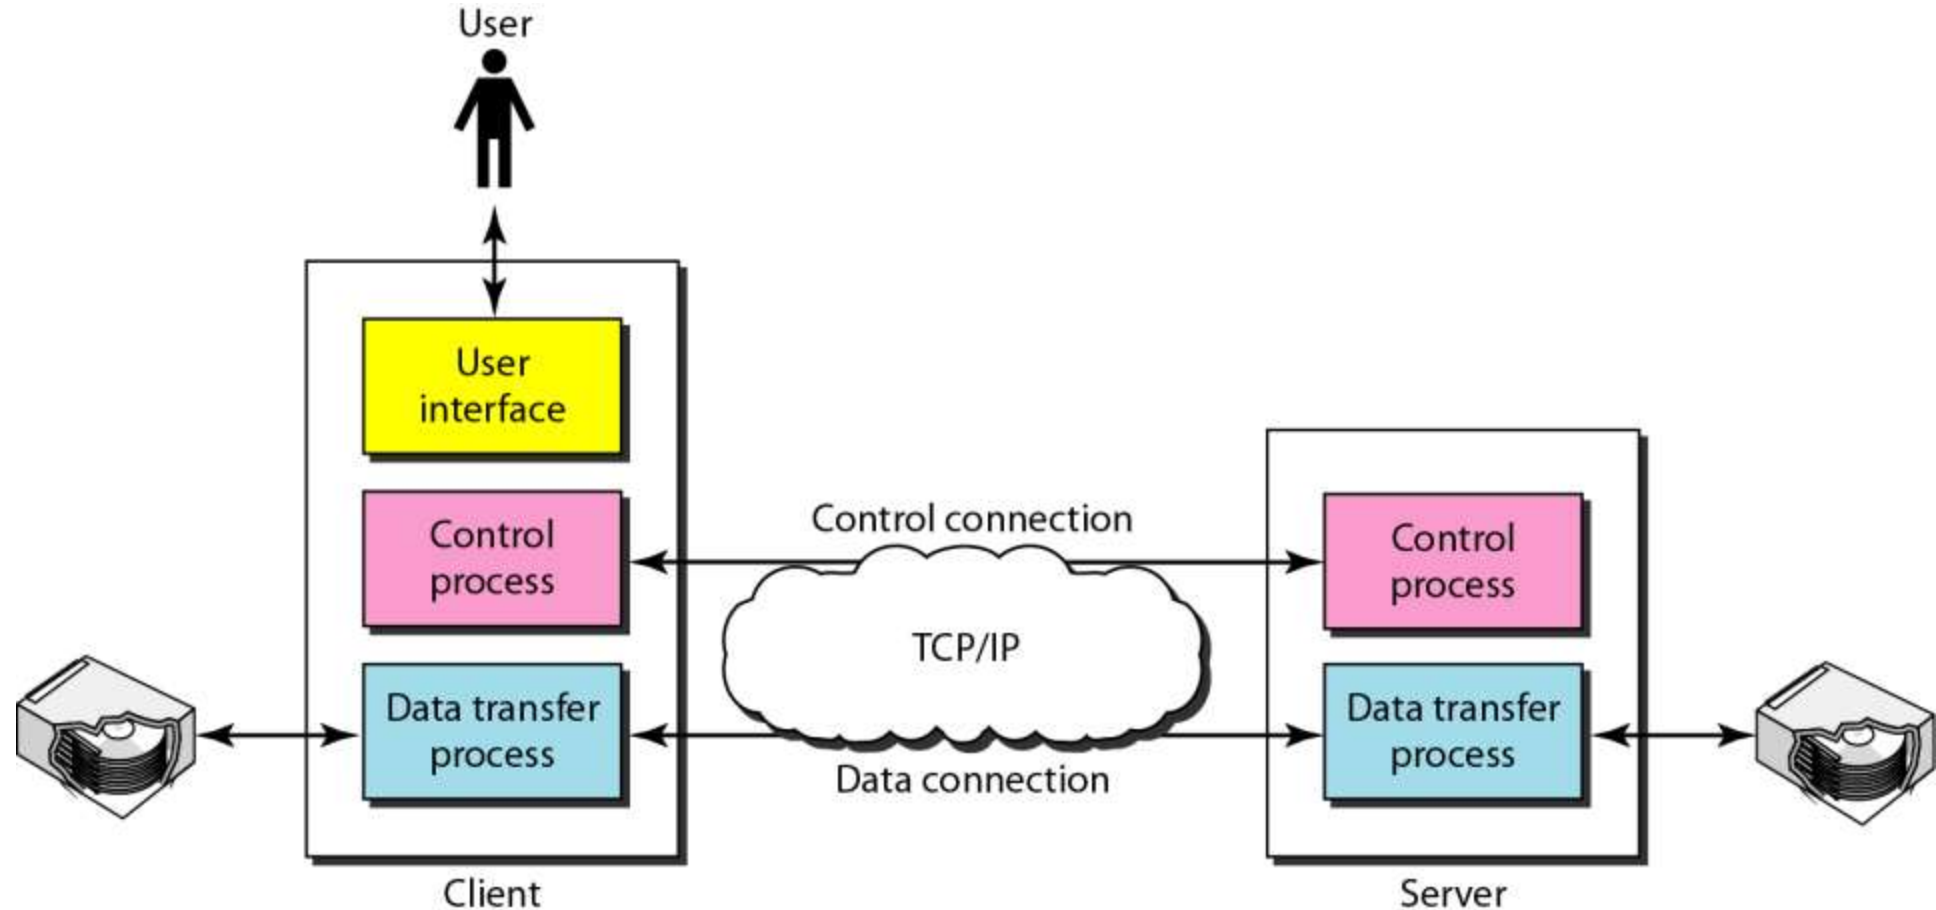 User
User
interface
Control
process
Data transfer
process
Client
Control connection
TCP/IP
Data connection
Control
process
Data transfer
process
Server